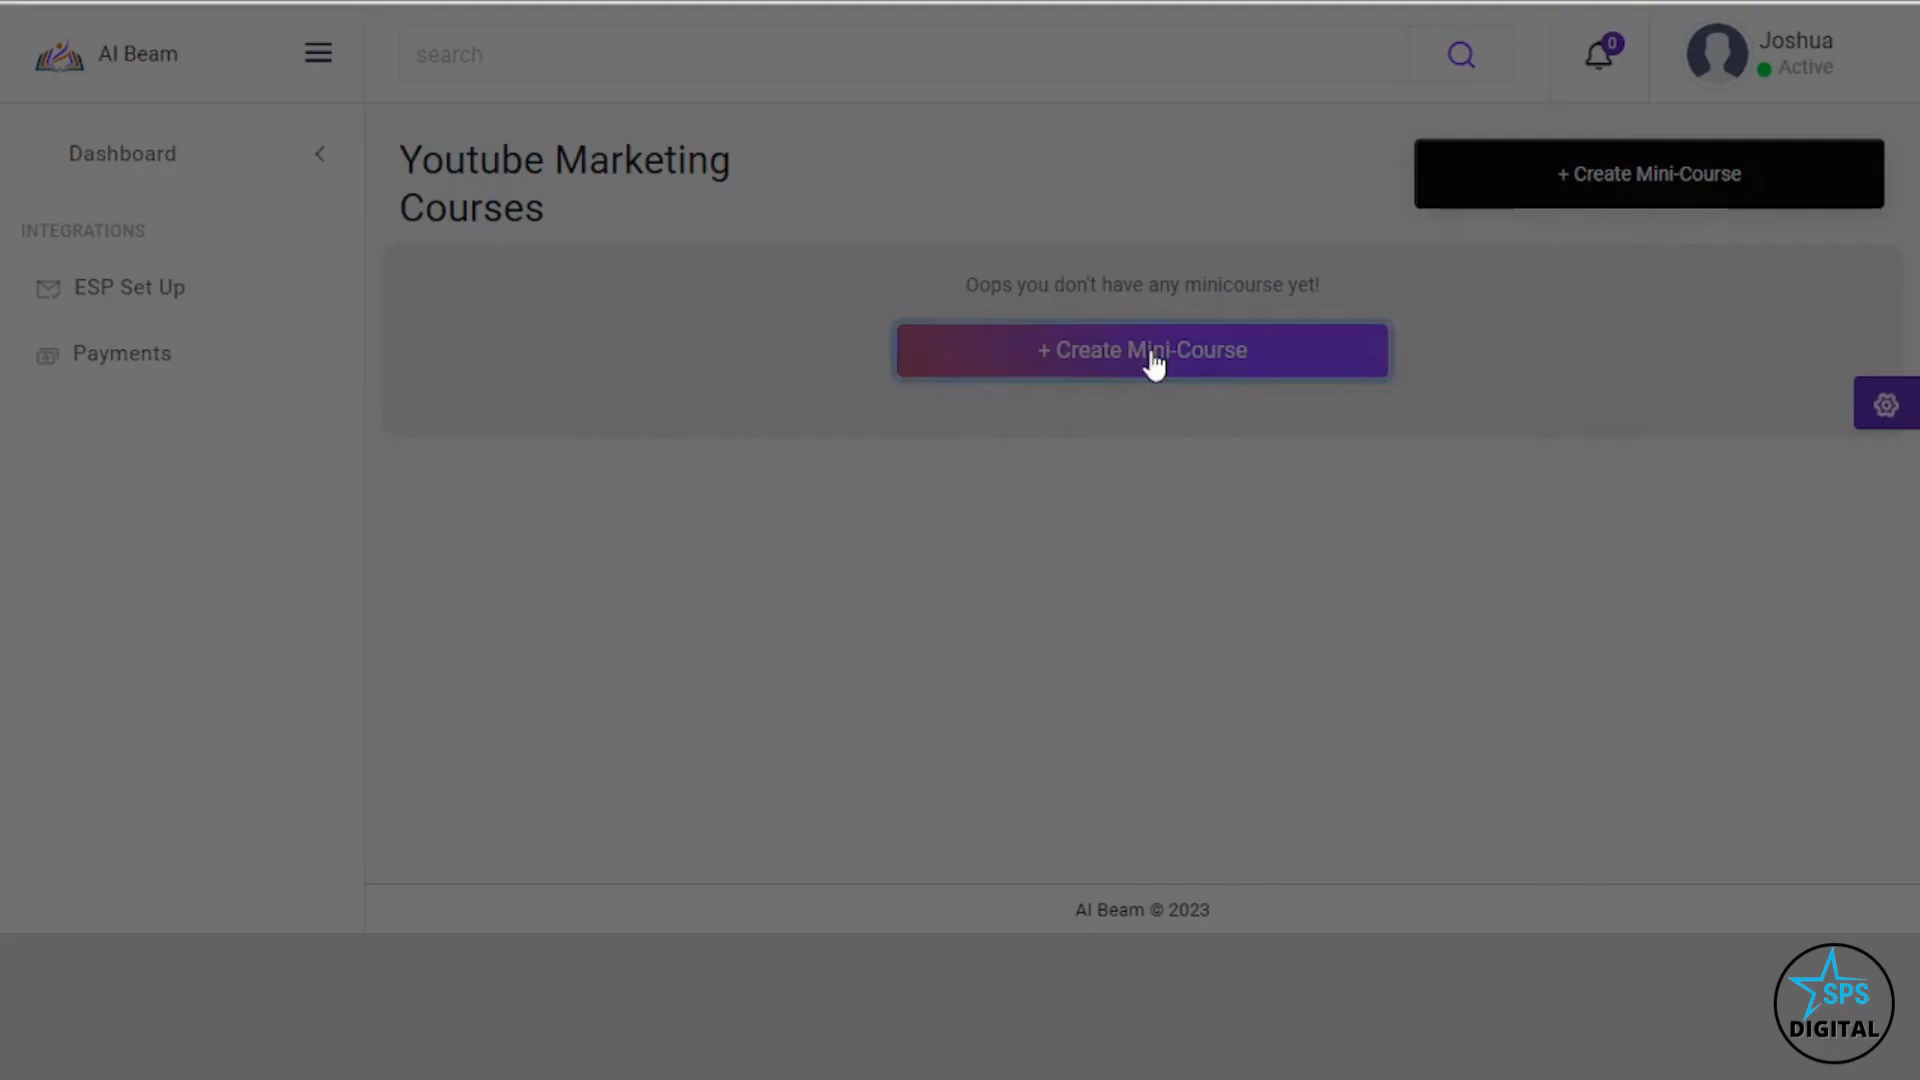 AI Beam
search
0
Joshua
Active
Dashboard
Youtube Marketing
Courses
+ Create Mini-Course
INTEGRATIONS
ESP Set Up
Payments
Oops you don't have any minicourse yet!
+ Create Mini-Course
AI Beam © 2023
SPS
DIGITAL